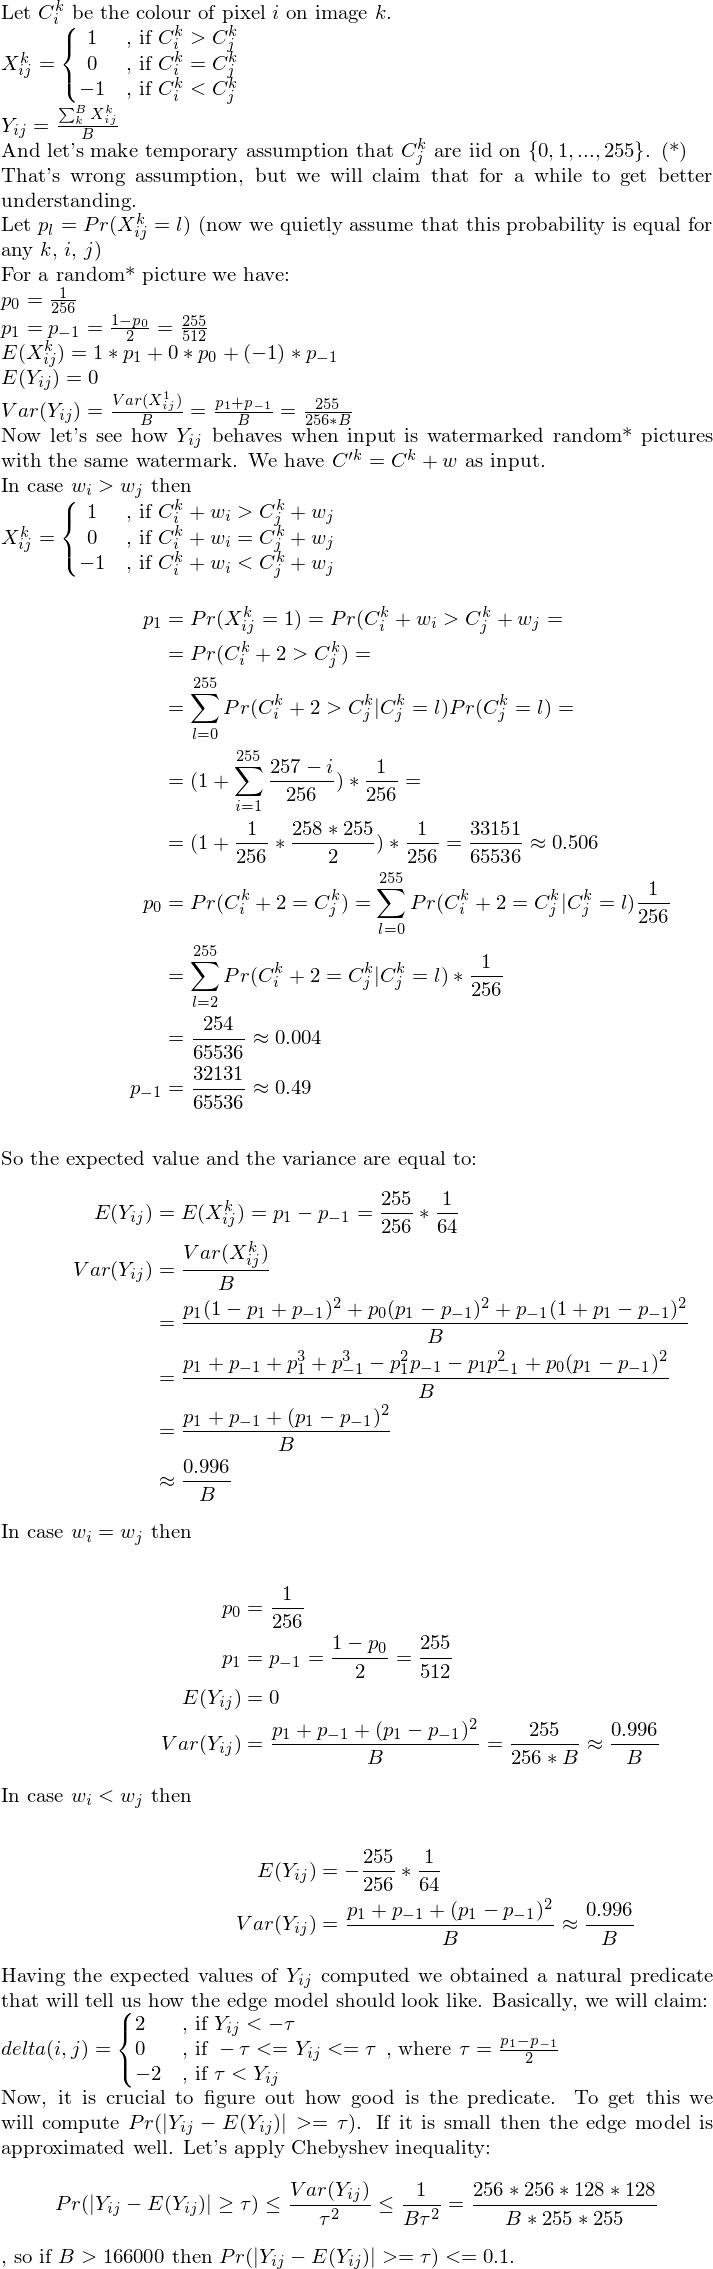 Let $C_i^k$ be the colour of pixel $i$ on image $k$.
$X_{ij}^k = \begin{cases} 1 & \text{, if } C_i^k > C_j^k \\ 0 & \text{, if } C_i^k = C_j^k \\ -1 & \text{, if } C_i^k < C_j^k \end{cases}$
$Y_{ij} = \frac{\sum_k^B X_{ij}^k}{B}$
And let's make temporary assumption that $C_j^k$ are iid on $\{0, 1, ..., 255\}$. (*)
That's wrong assumption, but we will claim that for a while to get better
understanding.
Let $p_l = Pr(X_{ij}^k = l)$ (now we quietly assume that this probability is equal for
any $k$, $i$, $j$)
For a random* picture we have:
$p_0 = \frac{1}{256}$
$p_1 = p_{-1} = \frac{1-p_0}{2} = \frac{255}{512}$
$E(X_{ij}^k) = 1 * p_1 + 0 * p_0 + (-1) * p_{-1}$
$E(Y_{ij}) = 0$
$Var(Y_{ij}) = \frac{Var(X_{ij}^1)}{B} = \frac{p_1+p_{-1}}{B} = \frac{255}{256*B}$
Now let's see how $Y_{ij}$ behaves when input is watermarked random* pictures
with the same watermark. We have $C'^k = C^k + w$ as input.
In case $w_i > w_j$ then
$X_{ij}^k = \begin{cases} 1 & \text{, if } C_i^k + w_i > C_j^k + w_j \\ 0 & \text{, if } C_i^k + w_i = C_j^k + w_j \\ -1 & \text{, if } C_i^k + w_i < C_j^k + w_j \end{cases}$
$p_1 = Pr(X_{ij}^k = 1) = Pr(C_i^k + w_i > C_j^k + w_j =$
$= Pr(C_i^k + 2 > C_j^k) =$
$= \sum_{l=0}^{255} Pr(C_i^k + 2 > C_j^k | C_j^k = l) Pr(C_j^k = l) =$
$= (1 + \sum_{i=1}^{255} \frac{257 - i}{256}) * \frac{1}{256} =$
$= (1 + \frac{1}{256} * \frac{258 * 255}{2}) * \frac{1}{256} = \frac{33151}{65536} \approx 0.506$
$p_0 = Pr(C_i^k + 2 = C_j^k) = \sum_{l=0}^{255} Pr(C_i^k + 2 = C_j^k | C_j^k = l) \frac{1}{256}$
$= \sum_{l=2}^{255} Pr(C_i^k + 2 = C_j^k | C_j^k = l) * \frac{1}{256}$
$= \frac{254}{65536} \approx 0.004$
$p_{-1} = \frac{32131}{65536} \approx 0.49$
So the expected value and the variance are equal to:
$E(Y_{ij}) = E(X_{ij}^k) = p_1 - p_{-1} = \frac{255}{256} * \frac{1}{64}$
$Var(Y_{ij}) = \frac{Var(X_{ij}^k)}{B}$
$= \frac{p_1(1 - p_1 + p_{-1})^2 + p_0(p_1 - p_{-1})^2 + p_{-1}(1 + p_1 - p_{-1})^2}{B}$
$= \frac{p_1 + p_{-1} + p_1^3 + p_{-1}^3 - p_1^2 p_{-1} - p_1 p_{-1}^2 + p_0(p_1 - p_{-1})^2}{B}$
$= \frac{p_1 + p_{-1} + (p_1 - p_{-1})^2}{B}$
$\approx \frac{0.996}{B}$
In case $w_i = w_j$ then
$p_0 = \frac{1}{256}$
$p_1 = p_{-1} = \frac{1 - p_0}{2} = \frac{255}{512}$
$E(Y_{ij}) = 0$
$Var(Y_{ij}) = \frac{p_1 + p_{-1} + (p_1 - p_{-1})^2}{B} = \frac{255}{256 * B} \approx \frac{0.996}{B}$
In case $w_i < w_j$ then
$E(Y_{ij}) = -\frac{255}{256} * \frac{1}{64}$
$Var(Y_{ij}) = \frac{p_1 + p_{-1} + (p_1 - p_{-1})^2}{B} \approx \frac{0.996}{B}$
Having the expected values of $Y_{ij}$ computed we obtained a natural predicate
that will tell us how the edge model should look like. Basically, we will claim:
$delta(i, j) = \begin{cases} 2 & \text{, if } Y_{ij} < -\tau \\ 0 & \text{, if } -\tau <= Y_{ij} <= \tau \\ -2 & \text{, if } \tau < Y_{ij} \end{cases}$ , where $\tau = \frac{p_1 - p_{-1}}{2}$
Now, it is crucial to figure out how good is the predicate. To get this we
will compute $Pr(|Y_{ij} - E(Y_{ij})| >= \tau)$. If it is small then the edge model is
approximated well. Let's apply Chebyshev inequality:
$Pr(|Y_{ij} - E(Y_{ij})| \geq \tau) \leq \frac{Var(Y_{ij})}{\tau^2} \leq \frac{1}{B\tau^2} = \frac{256 * 256 * 128 * 128}{B * 255 * 255}$
, so if $B > 166000$ then $Pr(|Y_{ij} - E(Y_{ij})| >= \tau) <= 0.1$.